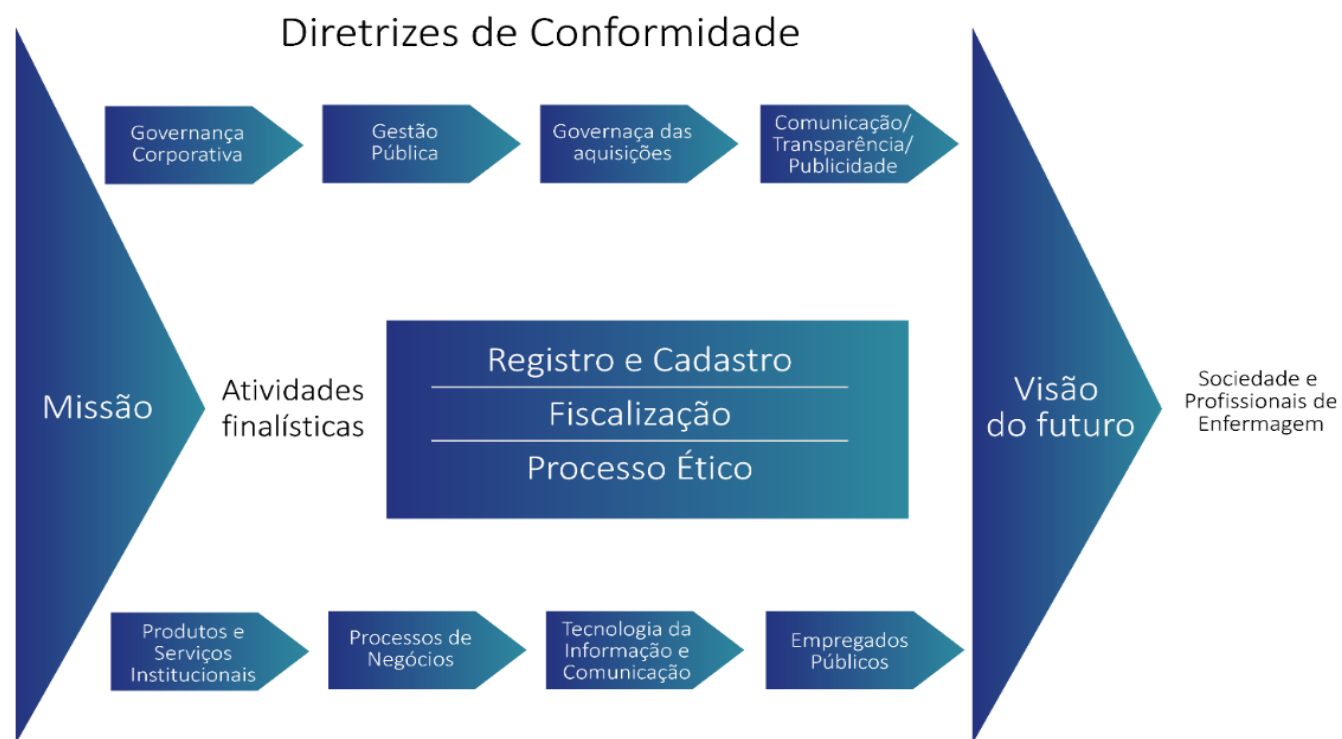 Diretrizes de Conformidade
Governança
Corporativa
Gestão
Pública
Governaça das
aquisições
Comunicação/
Transparência/
Publicidade
Missão
Atividades
finalísticas
Registro e Cadastro
Fiscalização
Processo Ético
Visão
do futuro
Sociedade e
Profissionais de
Enfermagem
Produtos e
Serviços
Institucionais
Processos de
Negócios
Tecnologia da
Informação e
Comunicação
Empregados
Públicos